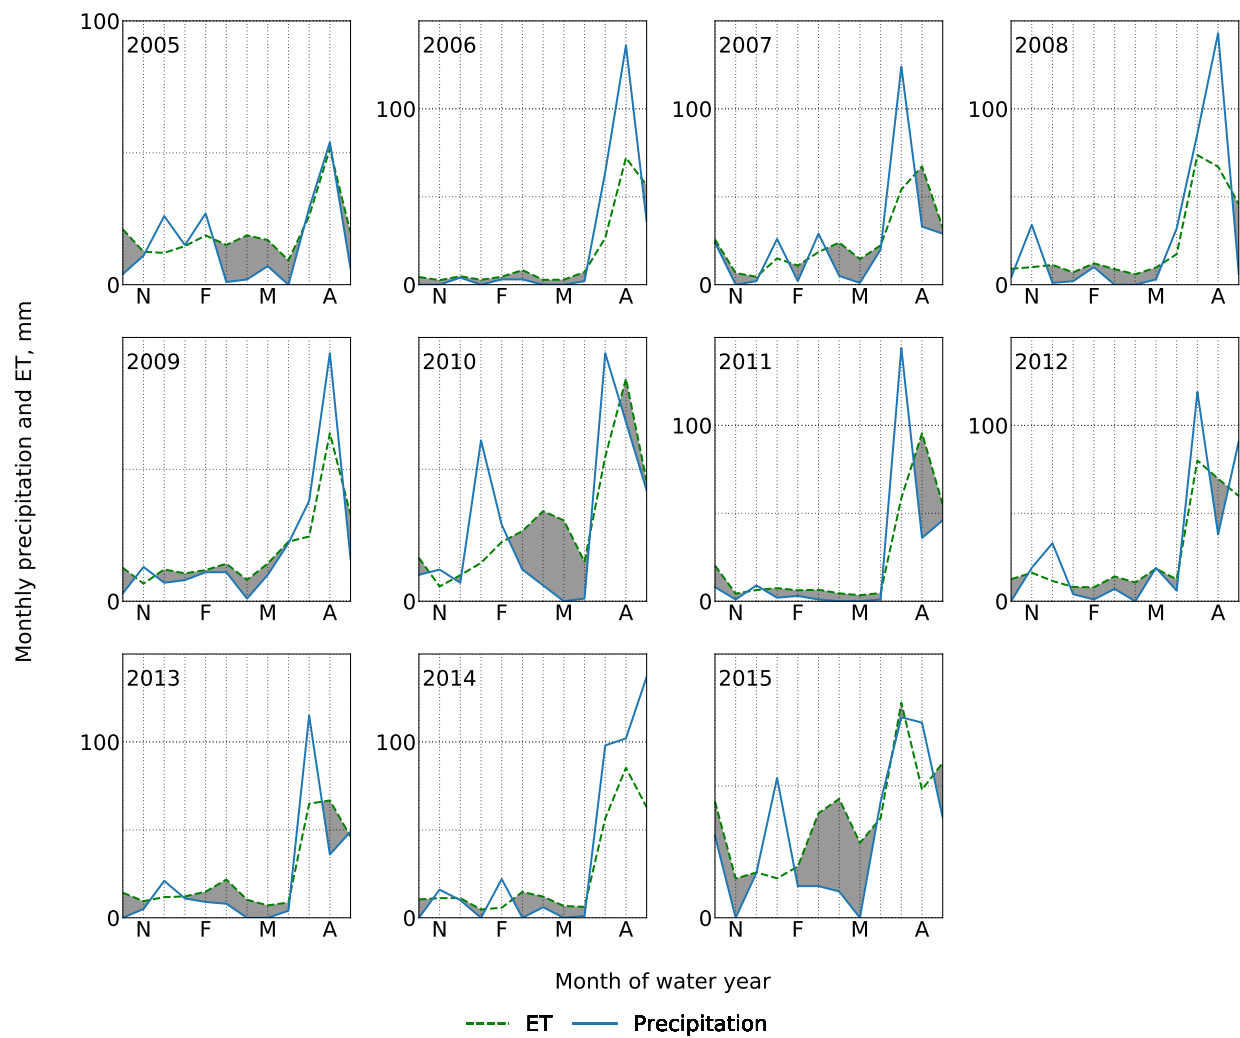 100
2005
0
N F M A
2006
100
0
N F M A
2007
100
0
N F M A
2008
100
0
N F M A
Monthly precipitation and ET, mm
2009
0
N F M A
2010
0
N F M A
2011
100
0
N F M A
2012
100
0
N F M A
2013
100
0
N F M A
2014
100
0
N F M A
2015
0
N F M A
Month of water year
ET Precipitation